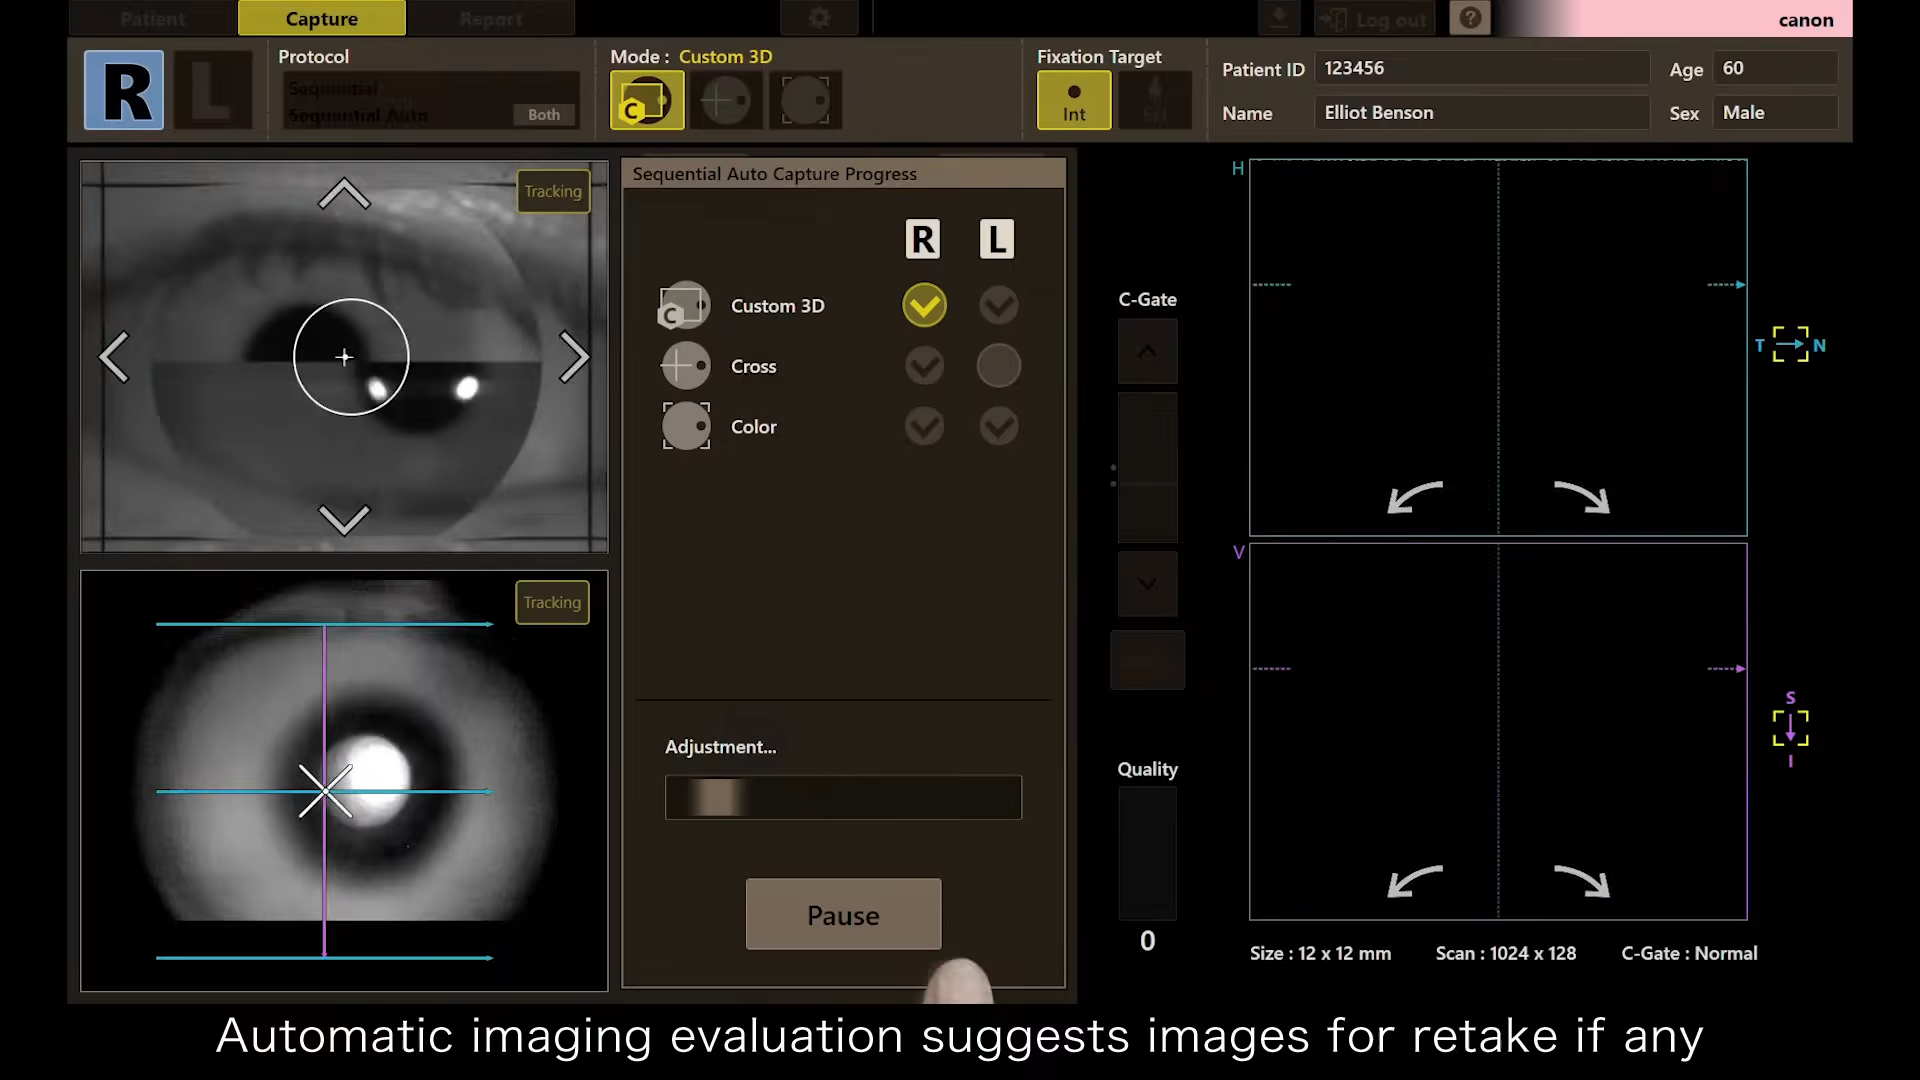 Patient
Capture
Report
Log out
?
canon
R
L
Protocol
Sequential
Sequential Auto
Both
Mode : Custom 3D
C
Fixation Target
Int
Patient ID
123456
Age
60
Name
Elliot Benson
Sex
Male
Tracking
Tracking
Sequential Auto Capture Progress
R L
C
Custom 3D
Cross
Color
Adjustment...
Pause
C-Gate
Quality
0
H
T N
V
S
I
Size : 12 x 12 mm
Scan : 1024 x 128
C-Gate : Normal
Automatic imaging evaluation suggests images for retake if any